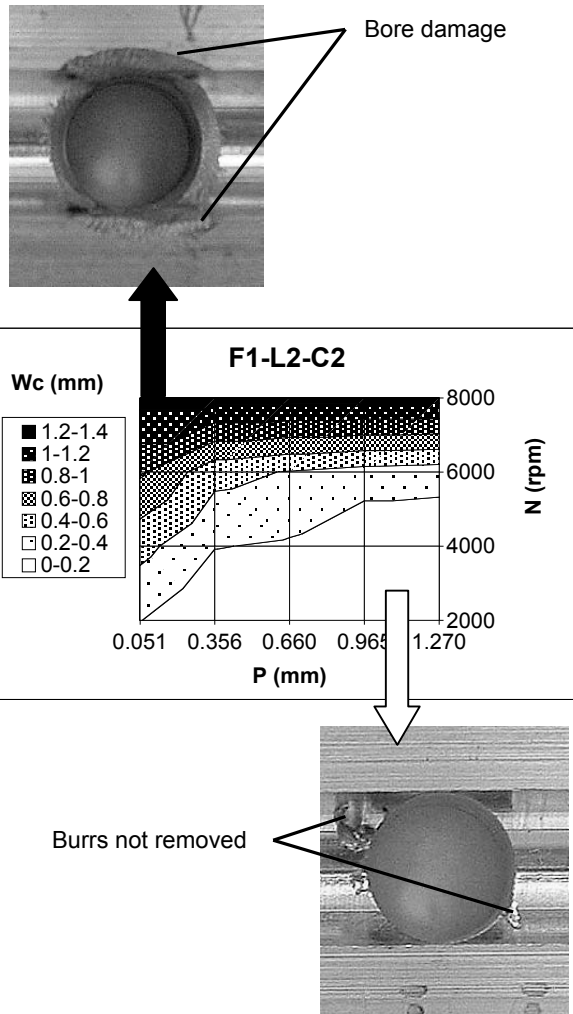 Bore damage
F1-L2-C2
Wc (mm)
1.2-1.4
1-1.2
0.8-1
0.6-0.8
0.4-0.6
0.2-0.4
0-0.2
8000
6000
4000
2000
N (rpm)
0.051 0.356 0.660 0.965 1.270
P (mm)
Burrs not removed